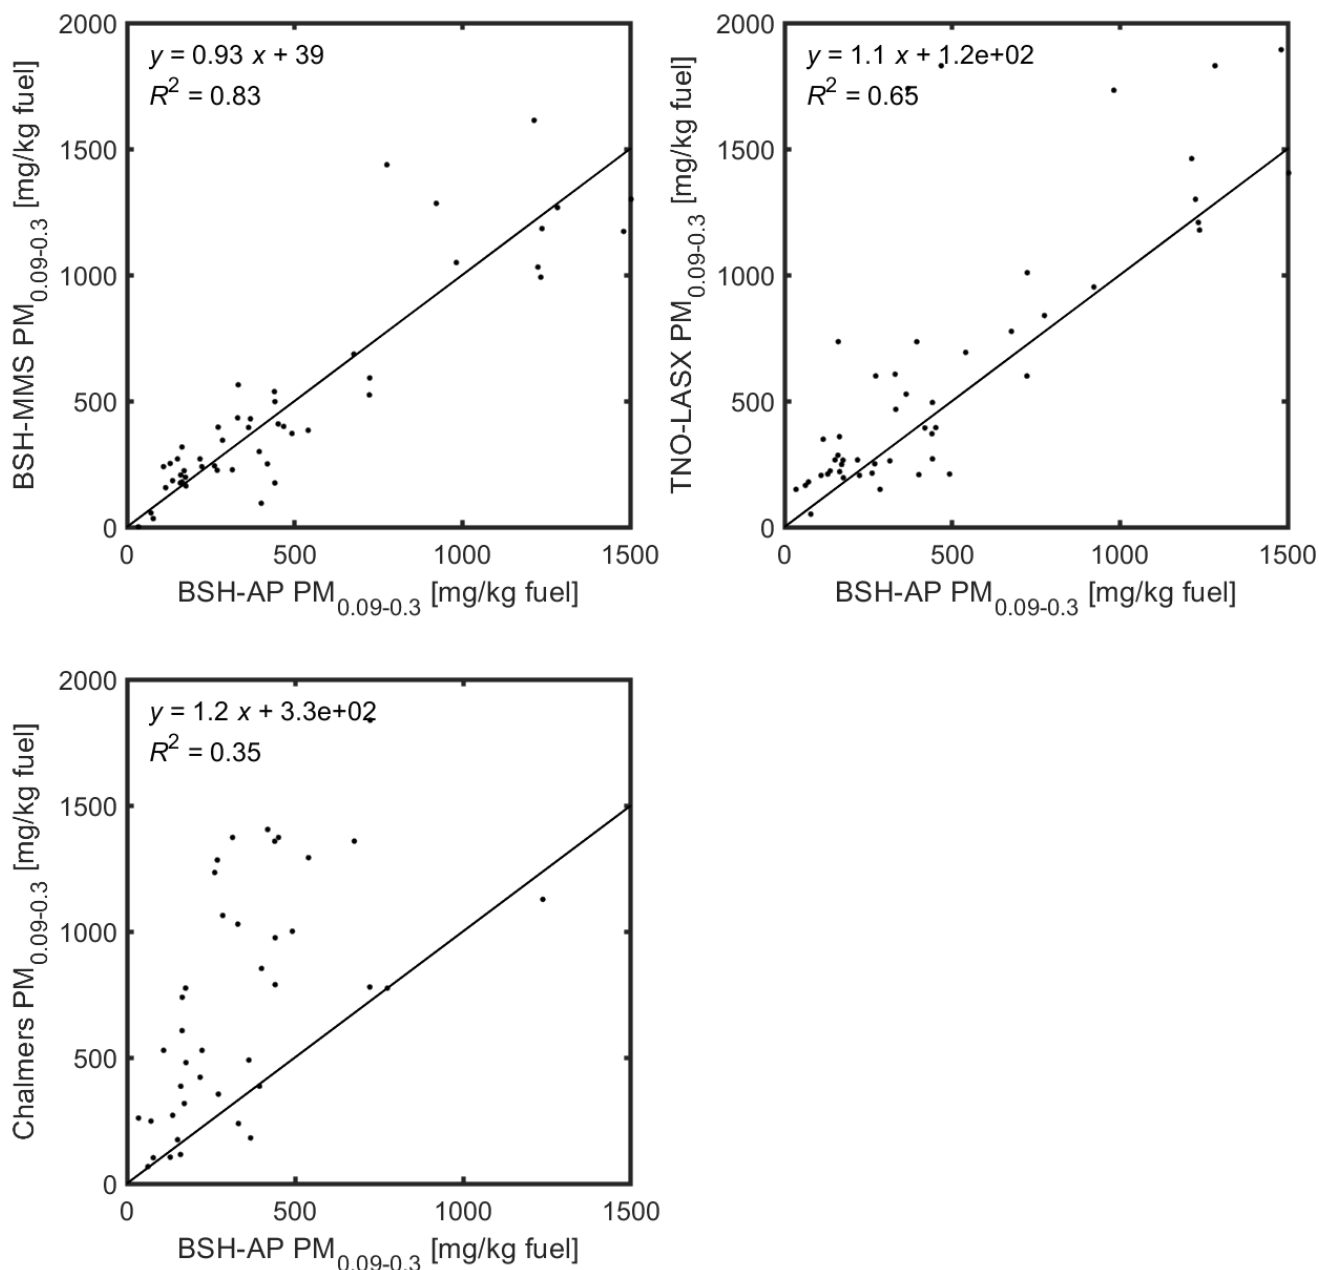 y = 0.93 x + 39
R2 = 0.83
2000
1500
1000
500
0
0 500 1000 1500
BSH-MMS PM0.09-0.3 [mg/kg fuel]
BSH-AP PM0.09-0.3 [mg/kg fuel]
y = 1.1 x + 1.2e+02
R2 = 0.65
2000
1500
1000
500
0
0 500 1000 1500
TNO-LASX PM0.09-0.3 [mg/kg fuel]
BSH-AP PM0.09-0.3 [mg/kg fuel]
y = 1.2 x + 3.3e+02
R2 = 0.35
2000
1500
1000
500
0
0 500 1000 1500
Chalmers PM0.09-0.3 [mg/kg fuel]
BSH-AP PM0.09-0.3 [mg/kg fuel]